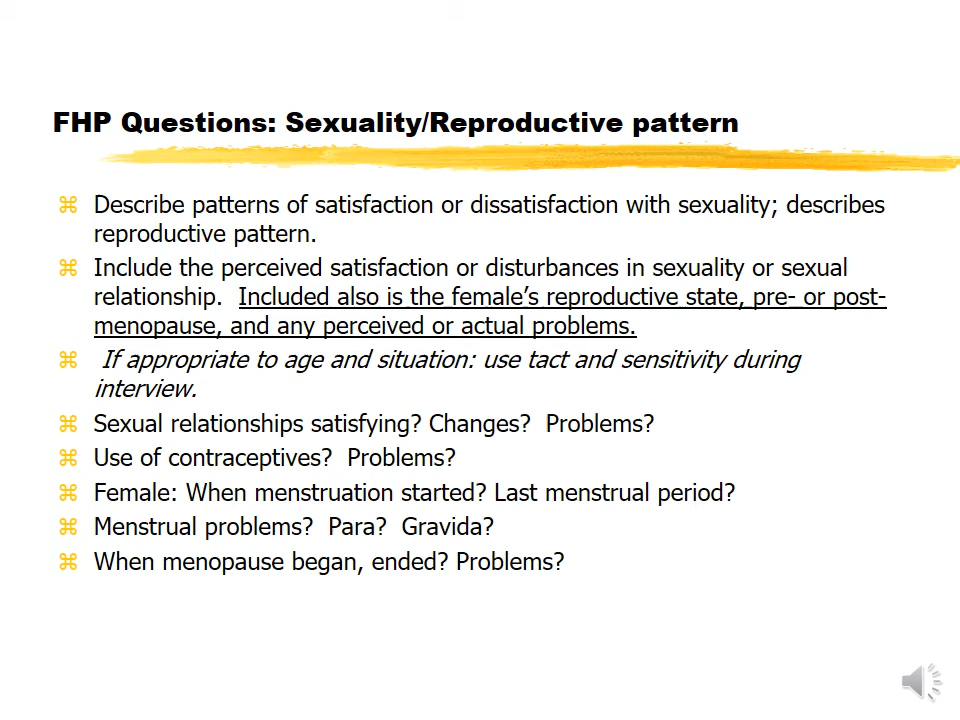 FHP Questions: Sexuality/Reproductive pattern
Describe patterns of satisfaction or dissatisfaction with sexuality; describes
reproductive pattern.
Include the perceived satisfaction or disturbances in sexuality or sexual
relationship.  Included also is the female's reproductive state, pre- or post-
menopause, and any perceived or actual problems.
If appropriate to age and situation: use tact and sensitivity during
interview.
Sexual relationships satisfying? Changes?  Problems?
Use of contraceptives?  Problems?
Female: When menstruation started? Last menstrual period?
Menstrual problems?  Para?  Gravida?
When menopause began, ended? Problems?